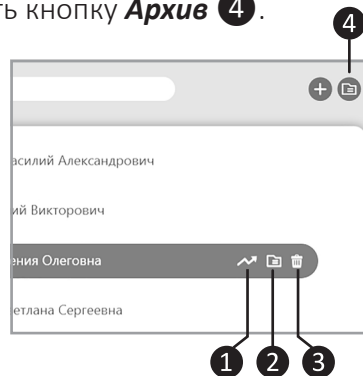 ть кнопку Архив 4.
4
асилий Александрович
ий Викторович
ения Олеговна
етлана Сергеевна
1 2 3